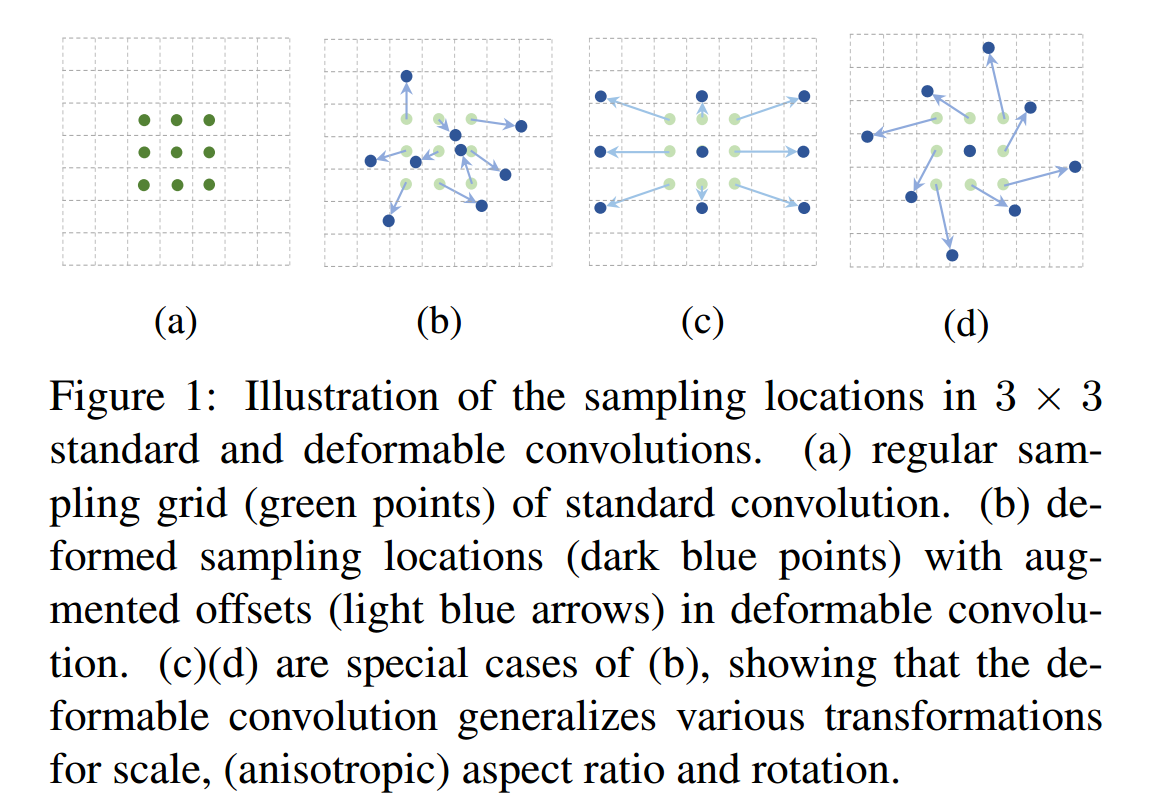 (a) (b) (c) (d)
Figure 1: Illustration of the sampling locations in 3 × 3
standard and deformable convolutions. (a) regular sam-
pling grid (green points) of standard convolution. (b) de-
formed sampling locations (dark blue points) with aug-
mented offsets (light blue arrows) in deformable convolu-
tion. (c)(d) are special cases of (b), showing that the de-
formable convolution generalizes various transformations
for scale, (anisotropic) aspect ratio and rotation.